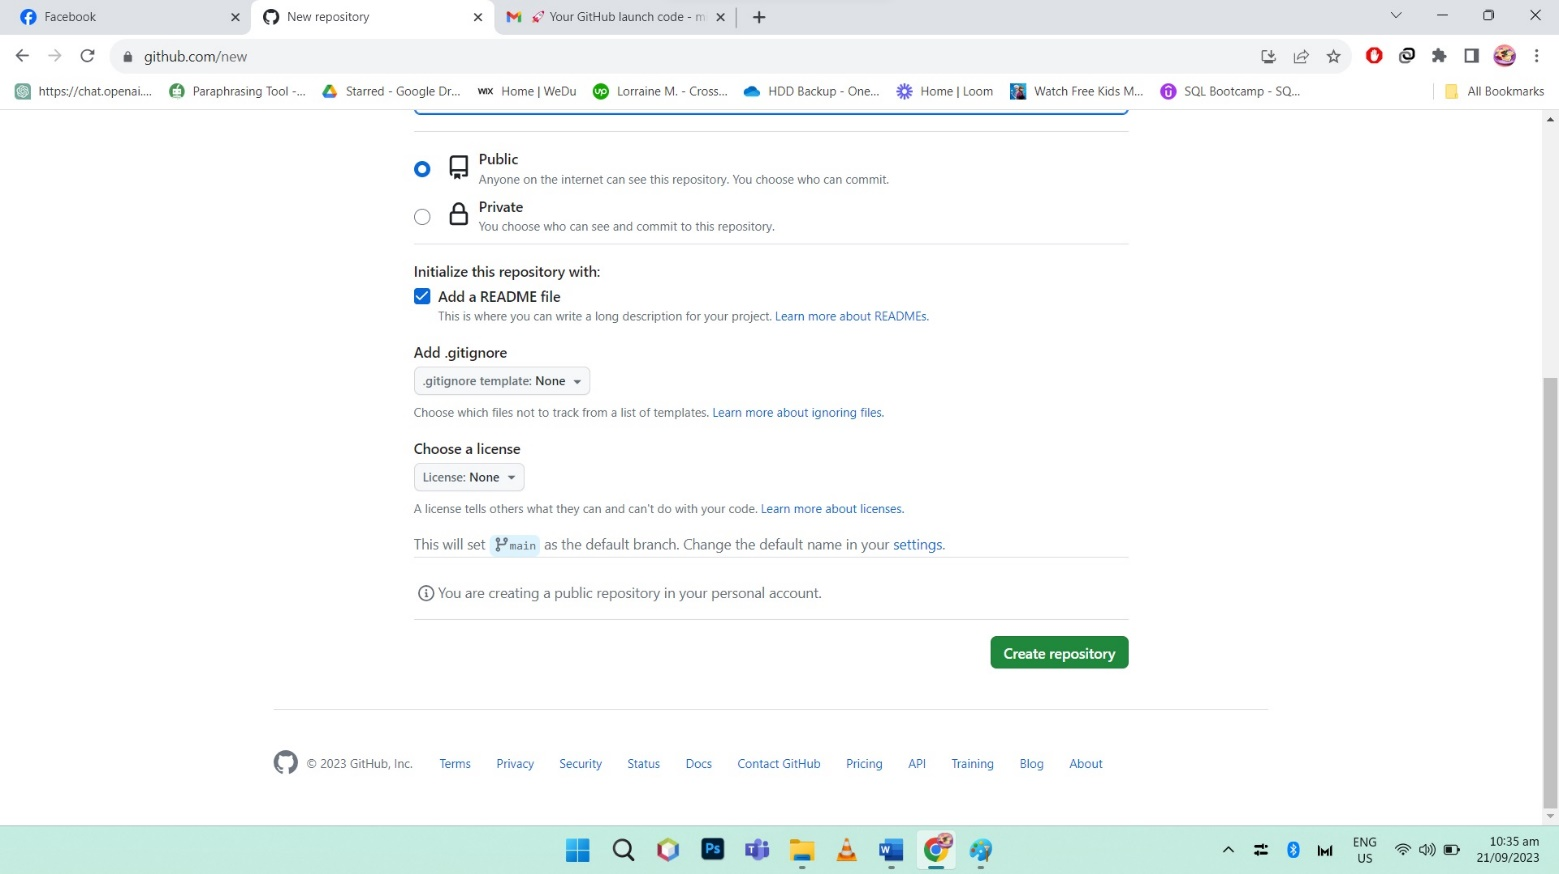 Facebook
New repository
🚀 Your GitHub launch code - m
github.com/new
https://chat.openai....
Paraphrasing Tool -...
Starred - Google Dr...
WIX Home | WeDu
up Lorraine M. - Cross...
HDD Backup - One...
Home | Loom
Watch Free Kids M...
SQL Bootcamp - SQ...
All Bookmarks
Public
Anyone on the internet can see this repository. You choose who can commit.
Private
You choose who can see and commit to this repository.
Initialize this repository with:
Add a README file
This is where you can write a long description for your project. Learn more about READMEs.
Add .gitignore
.gitignore template: None
Choose which files not to track from a list of templates. Learn more about ignoring files.
Choose a license
License: None
A license tells others what they can and can't do with your code. Learn more about licenses.
This will set main as the default branch. Change the default name in your settings.
You are creating a public repository in your personal account.
Create repository
© 2023 GitHub, Inc. Terms Privacy Security Status Docs Contact GitHub Pricing API Training Blog About
Ps
ENG
US
10:35 am
21/09/2023